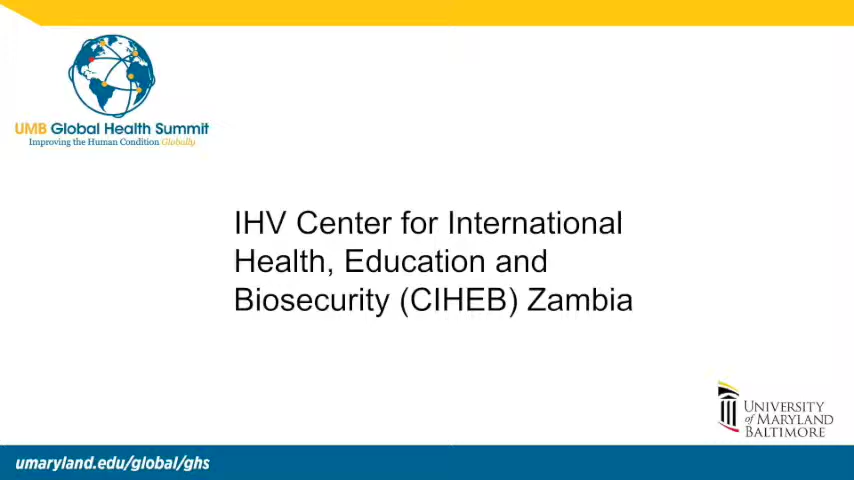 UMB Global Health Summit
Improving the Human Condition Globally
IHV Center for International
Health, Education and
Biosecurity (CIHEB) Zambia
UNIVERSITY
of MARYLAND
BALTIMORE
umaryland.edu/global/ghs